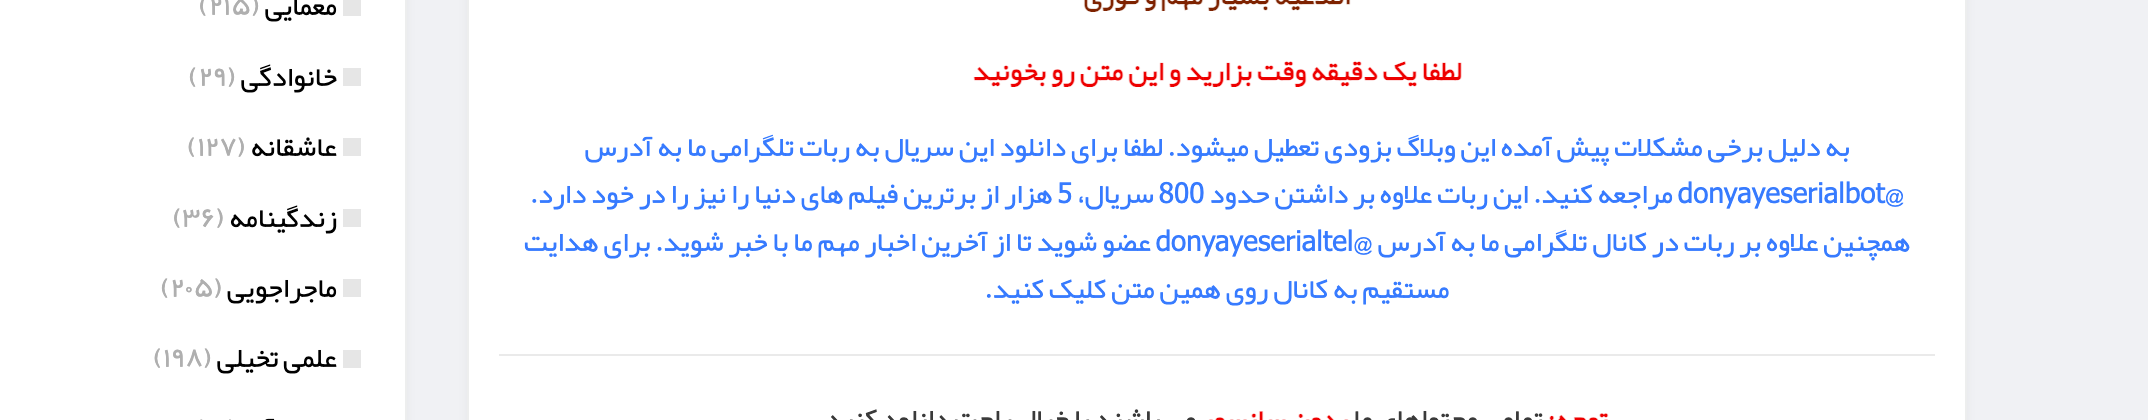 اطلاعیه بسیار مهم و فوری
لطفا یک دقیقه وقت بزارید و این متن رو بخونید
به دلیل برخی مشکلات پیش آمده این وبلاگ بزودی تعطیل میشود. لطفا برای دانلود این سریال به ربات تلگرامی ما به آدرس
@donyayeserialbot مراجعه کنید. این ربات علاوه بر داشتن حدود 800 سریال، 5 هزار از برترین فیلم های دنیا را نیز را در خود دارد.
همچنین علاوه بر ربات در کانال تلگرامی ما به آدرس @donyayeserialtel عضو شوید تا از آخرین اخبار مهم ما با خبر شوید. برای هدایت
مستقیم به کانال روی همین متن کلیک کنید.
معمایی (۲۱۵)
خانوادگی (۲۹)
عاشقانه (۱۲۷)
زندگینامه (۳۶)
ماجراجویی (۲۰۵)
علمی تخیلی (۱۹۸)